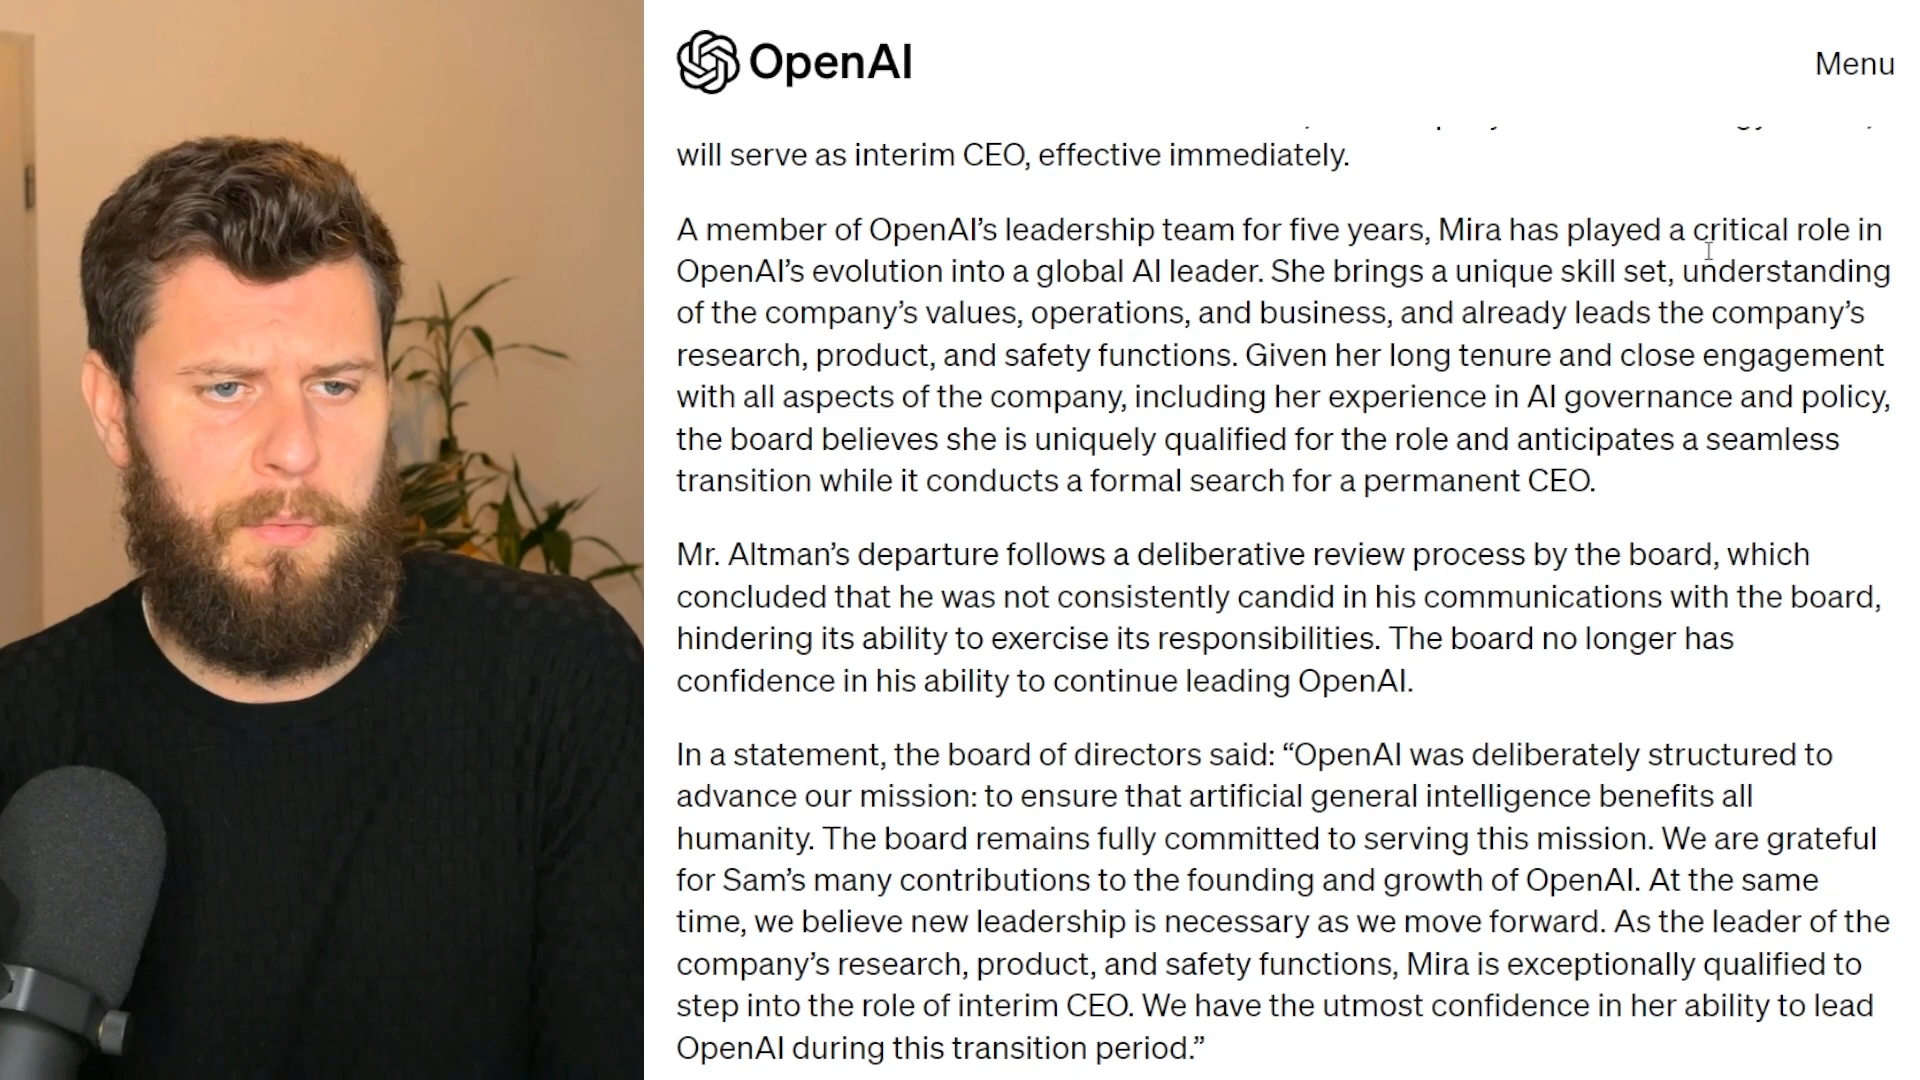 OpenAI
Menu
will serve as interim CEO, effective immediately.
A member of OpenAI’s leadership team for five years, Mira has played a critical role in
OpenAI’s evolution into a global AI leader. She brings a unique skill set, understanding
of the company’s values, operations, and business, and already leads the company’s
research, product, and safety functions. Given her long tenure and close engagement
with all aspects of the company, including her experience in AI governance and policy,
the board believes she is uniquely qualified for the role and anticipates a seamless
transition while it conducts a formal search for a permanent CEO.
Mr. Altman’s departure follows a deliberative review process by the board, which
concluded that he was not consistently candid in his communications with the board,
hindering its ability to exercise its responsibilities. The board no longer has
confidence in his ability to continue leading OpenAI.
In a statement, the board of directors said: “OpenAI was deliberately structured to
advance our mission: to ensure that artificial general intelligence benefits all
humanity. The board remains fully committed to serving this mission. We are grateful
for Sam’s many contributions to the founding and growth of OpenAI. At the same
time, we believe new leadership is necessary as we move forward. As the leader of the
company’s research, product, and safety functions, Mira is exceptionally qualified to
step into the role of interim CEO. We have the utmost confidence in her ability to lead
OpenAI during this transition period.”